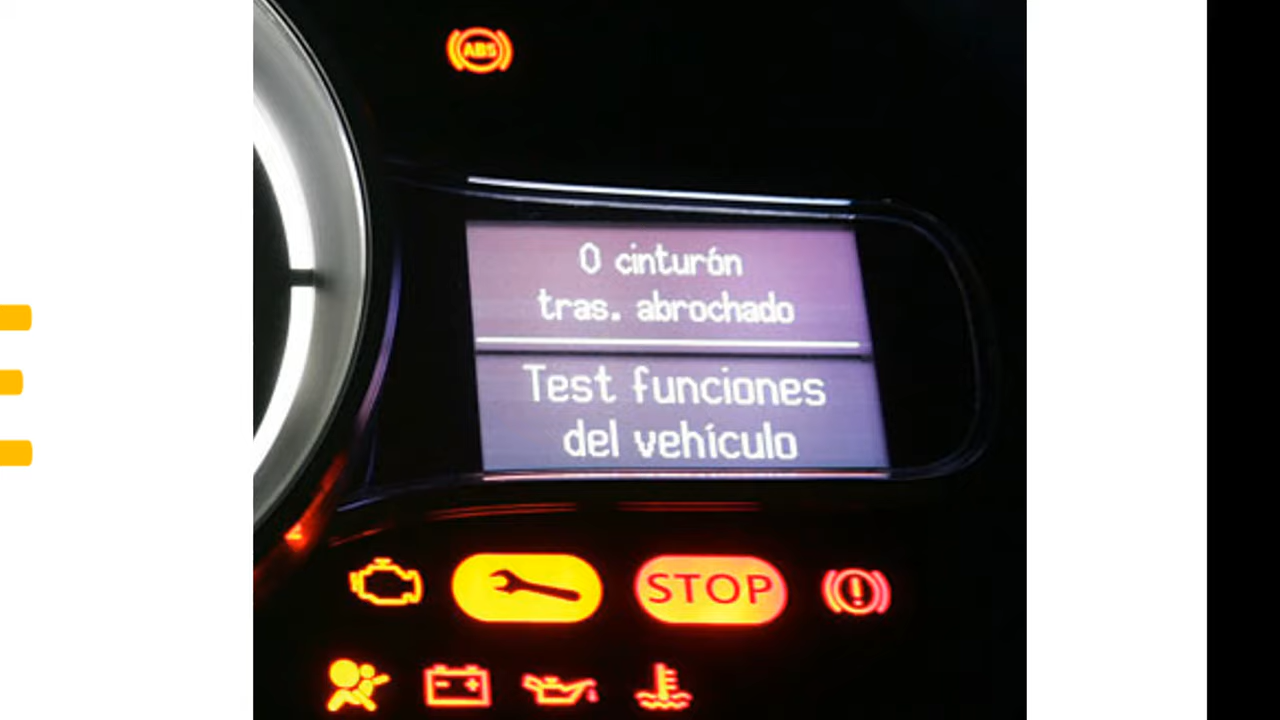 ABS
0 cinturón
tras. abrochado
Test funciones
del vehículo
STOP